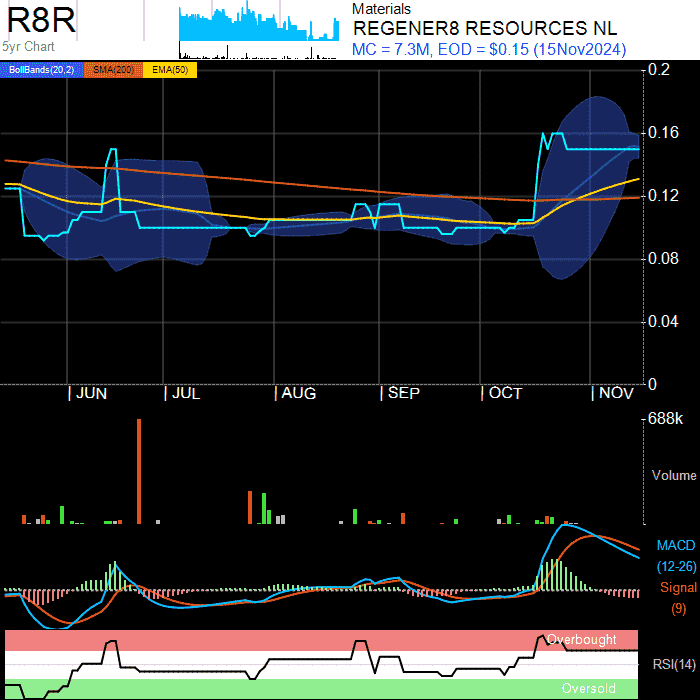 R8R
5yr Chart
Materials
REGENER8 RESOURCES NL
MC = 7.3M, EOD = $0.15 (15Nov2024)
BollBands(20,2) SMA(200) EMA(50)
0.2
0.16
0.12
0.08
0.04
0
JUN JUL AUG SEP OCT NOV
688k
Volume
MACD
(12-26)
Signal
(9)
Overbought
RSI(14)
Oversold